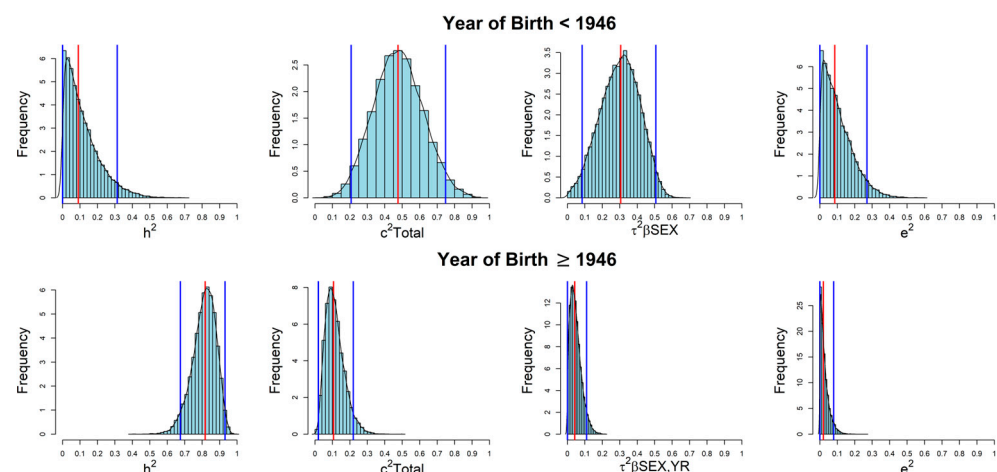 Year of Birth < 1946
Frequency
0 1 2 3 4 5 6
0 0.1 0.2 0.3 0.4 0.5 0.6 0.7 0.8 0.9 1
h²
Frequency
0.0 0.5 1.0 1.5 2.0 2.5
0 0.1 0.2 0.3 0.4 0.5 0.6 0.7 0.8 0.9 1
c²Total
Frequency
0.0 0.5 1.0 1.5 2.0 2.5 3.0 3.5
0 0.1 0.2 0.3 0.4 0.5 0.6 0.7 0.8 0.9 1
τ²βSEX
Frequency
0 1 2 3 4 5 6
0 0.1 0.2 0.3 0.4 0.5 0.6 0.7 0.8 0.9 1
e²
Year of Birth ≥ 1946
Frequency
0 1 2 3 4 5 6
0 0.1 0.2 0.3 0.4 0.5 0.6 0.7 0.8 0.9 1
h²
Frequency
0 2 4 6 8
0 0.1 0.2 0.3 0.4 0.5 0.6 0.7 0.8 0.9 1
c²Total
Frequency
0 2 4 6 8 10 12
0 0.1 0.2 0.3 0.4 0.5 0.6 0.7 0.8 0.9 1
τ²βSEX.YR
Frequency
0 5 10 15 20 25
0 0.1 0.2 0.3 0.4 0.5 0.6 0.7 0.8 0.9 1
e²